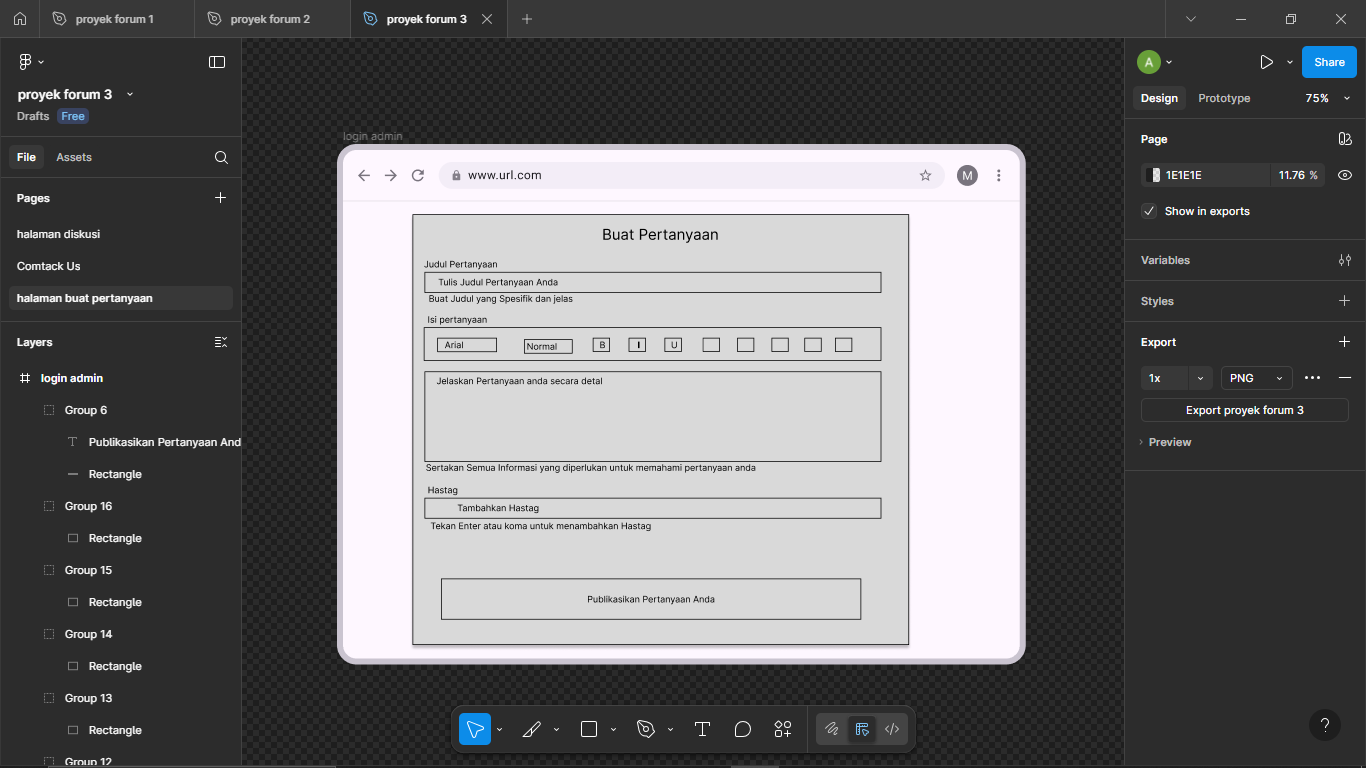 proyek forum 1
proyek forum 2
proyek forum 3
proyek forum 3
Drafts Free
File Assets
Pages
halaman diskusi
Comtack Us
halaman buat pertanyaan
Layers
login admin
Group 6
Publikasikan Pertanyaan And
Rectangle
Group 16
Rectangle
Group 15
Rectangle
Group 14
Rectangle
Group 13
Rectangle
Group 12
login admin
www.url.com
M
Buat Pertanyaan
Judul Pertanyaan
Tulis Judul Pertanyaan Anda
Buat Judul yang Spesifik dan jelas
Isi pertanyaan
Arial Normal B I U
Jelaskan Pertanyaan anda secara detal
Sertakan Semua Informasi yang diperlukan untuk memahami pertanyaan anda
Hastag
Tambahkan Hastag
Tekan Enter atau koma untuk menambahkan Hastag
Publikasikan Pertanyaan Anda
A
Share
Design Prototype 75%
Page
1E1E1E 11.76 %
Show in exports
Variables
Styles
Export
1x PNG
Export proyek forum 3
Preview
?